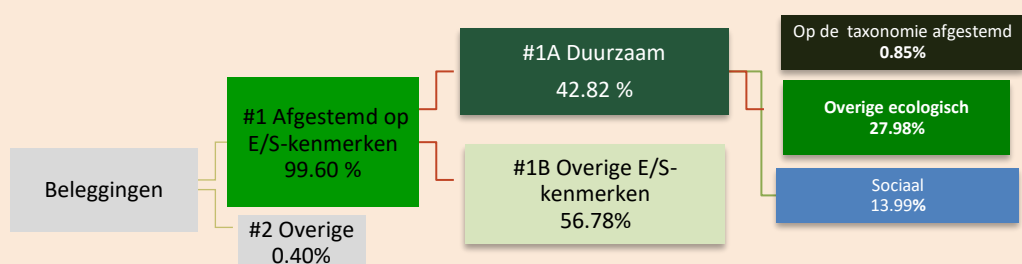 Beleggingen
#1 Afgestemd op
E/S-kenmerken
99.60 %
#2 Overige
0.40%
#1A Duurzaam
42.82 %
#1B Overige E/S-
kenmerken
56.78%
Op de taxonomie afgestemd
0.85%
Overige ecologisch
27.98%
Sociaal
13.99%